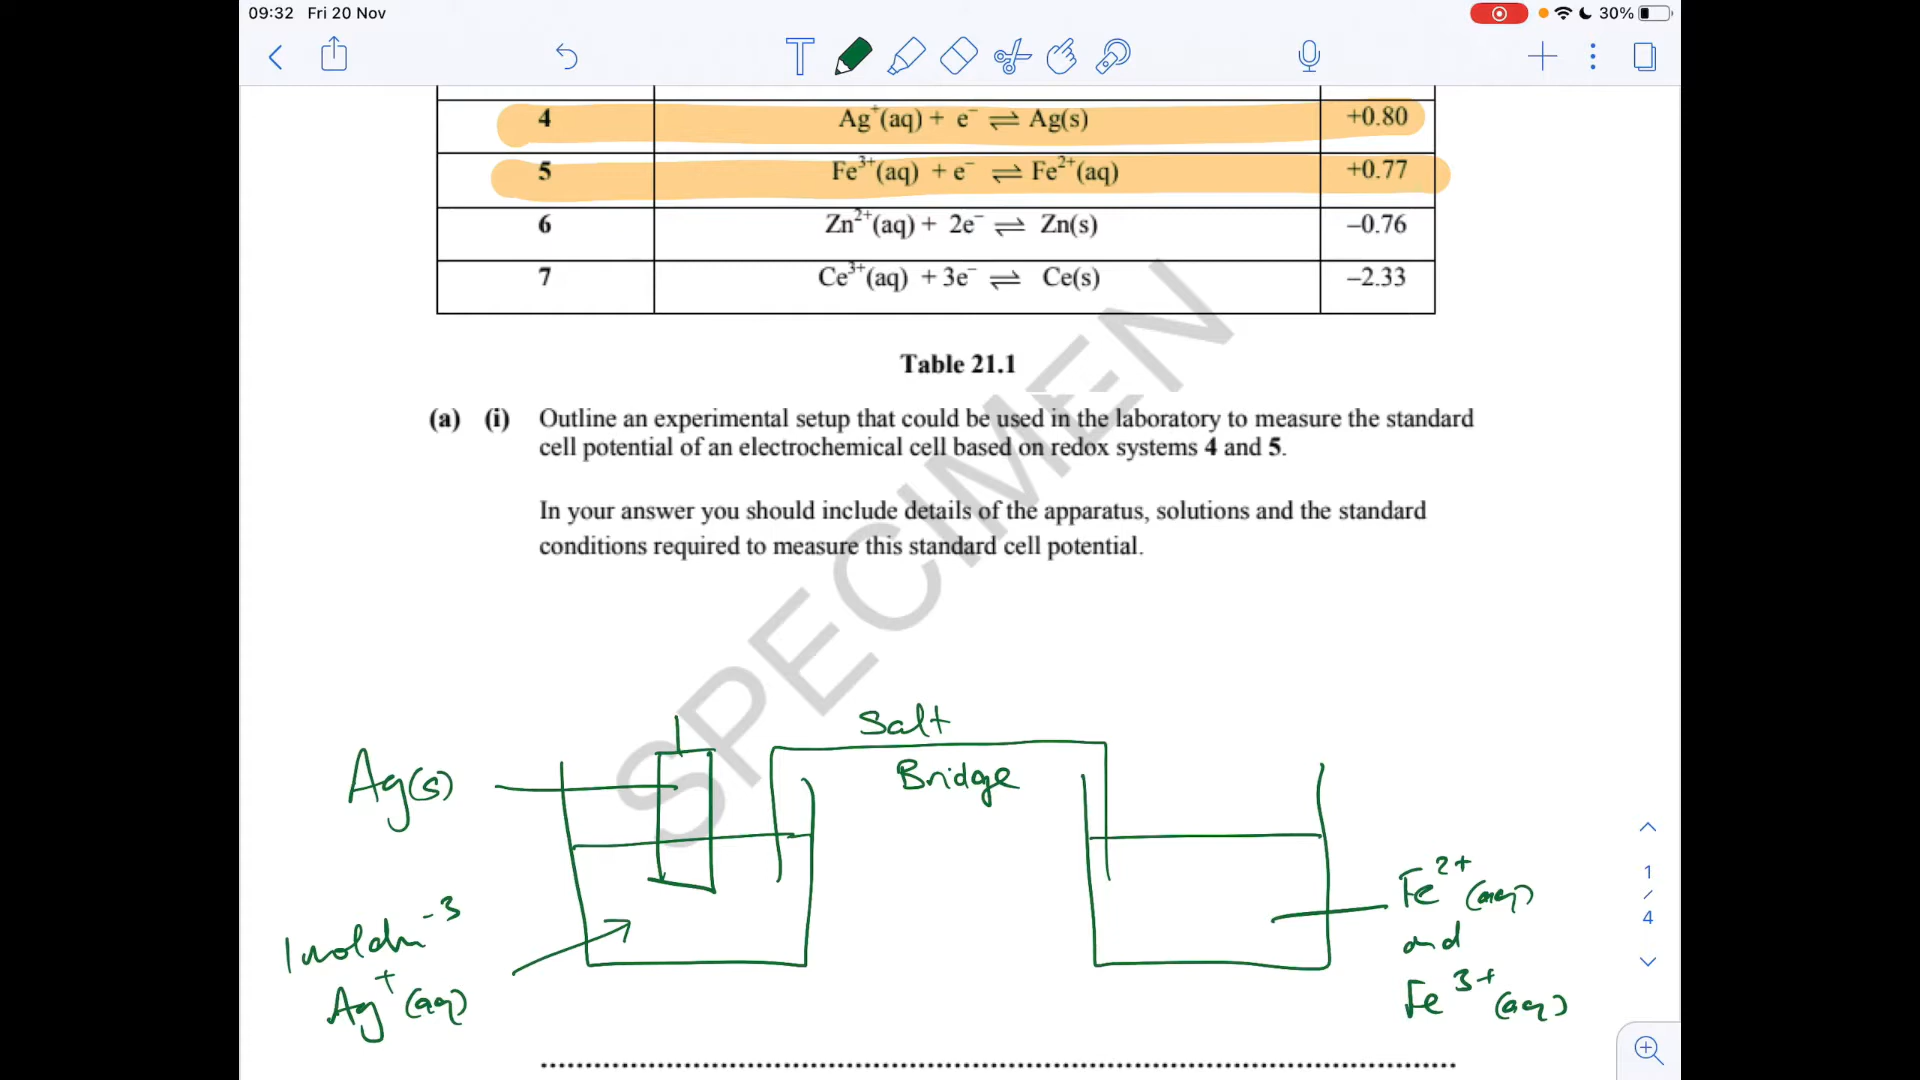 09:32 Fri 20 Nov
30%
4 Ag⁺(aq) + e⁻ ⇌ Ag(s) +0.80
5 Fe³⁺(aq) + e⁻ ⇌ Fe²⁺(aq) +0.77
6 Zn²⁺(aq) + 2e⁻ ⇌ Zn(s) –0.76
7 Ce³⁺(aq) + 3e⁻ ⇌ Ce(s) –2.33
Table 21.1
(a) (i) Outline an experimental setup that could be used in the laboratory to measure the standard
cell potential of an electrochemical cell based on redox systems 4 and 5.
In your answer you should include details of the apparatus, solutions and the standard
conditions required to measure this standard cell potential.
SPECIMEN
Salt
Bridge
Ag(s)
1 moldm⁻³
Ag⁺(aq)
Fe²⁺(aq)
and
Fe³⁺(aq)
1
/
4